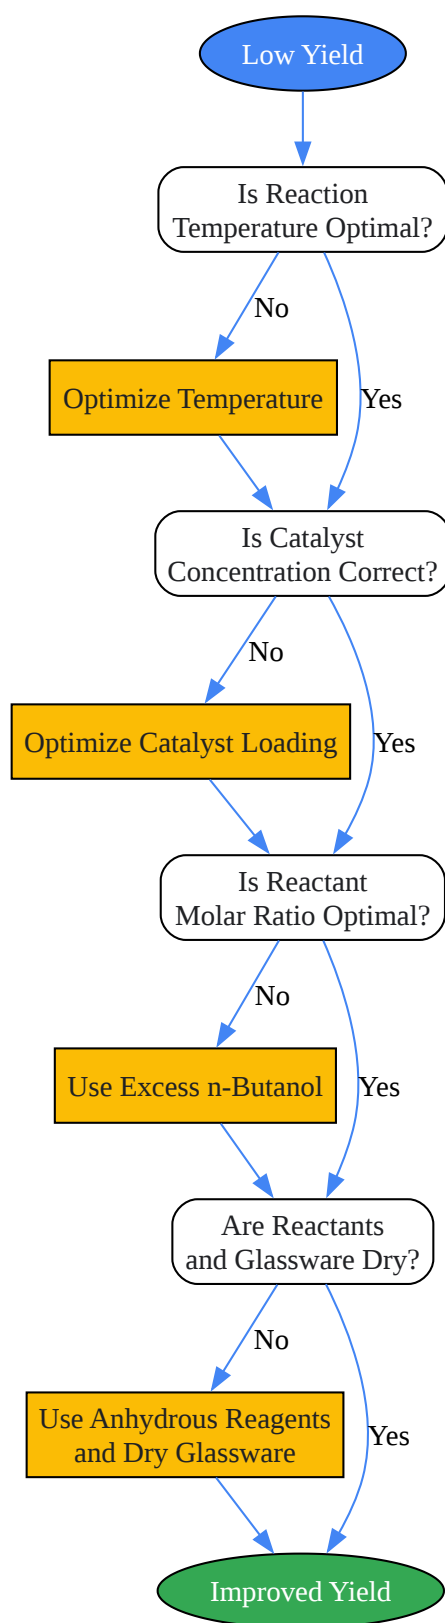 Low Yield
Is Reaction
Temperature Optimal?
No
Optimize Temperature
Yes
Is Catalyst
Concentration Correct?
No
Optimize Catalyst Loading
Yes
Is Reactant
Molar Ratio Optimal?
No
Use Excess n-Butanol
Yes
Are Reactants
and Glassware Dry?
No
Use Anhydrous Reagents
and Dry Glassware
Yes
Improved Yield